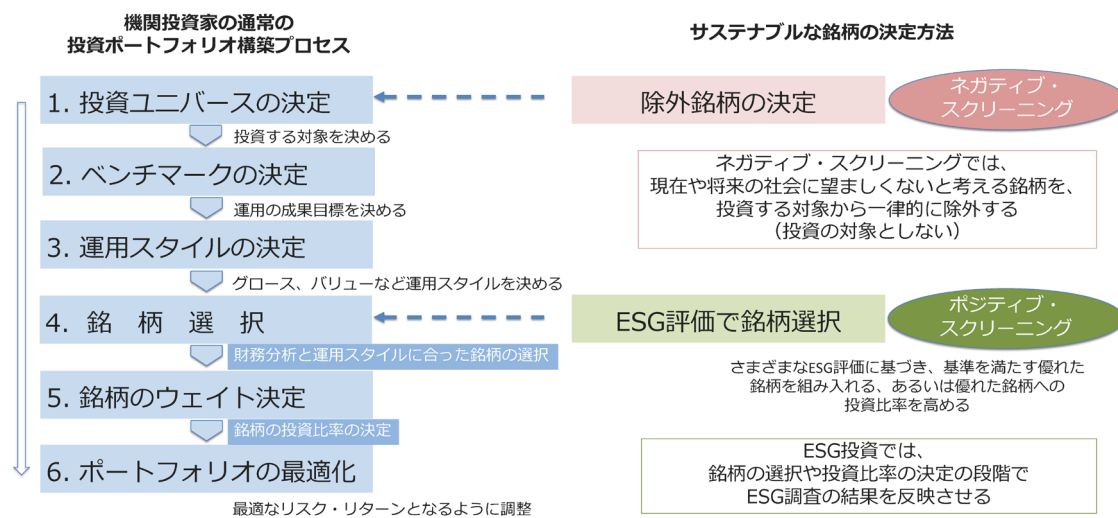 機関投資家の通常の
投資ポートフォリオ構築プロセス
1. 投資ユニバースの決定
投資する対象を決める
2. ベンチマークの決定
運用の成果目標を決める
3. 運用スタイルの決定
グロース、バリューなど運用スタイルを決める
4. 銘 柄 選 択
財務分析と運用スタイルに合った銘柄の選択
5. 銘柄のウェイト決定
銘柄の投資比率の決定
6. ポートフォリオの最適化
最適なリスク・リターンとなるように調整
サステナブルな銘柄の決定方法
除外銘柄の決定
ネガティブ・
スクリーニング
ネガティブ・スクリーニングでは、
現在や将来の社会に望ましくないと考える銘柄を、
投資する対象から一律的に除外する
（投資の対象としない）
ESG評価で銘柄選択
ポジティブ・
スクリーニング
さまざまなESG評価に基づき、基準を満たす優れた
銘柄を組み入れる、あるいは優れた銘柄への
投資比率を高める
ESG投資では、
銘柄の選択や投資比率の決定の段階で
ESG調査の結果を反映させる